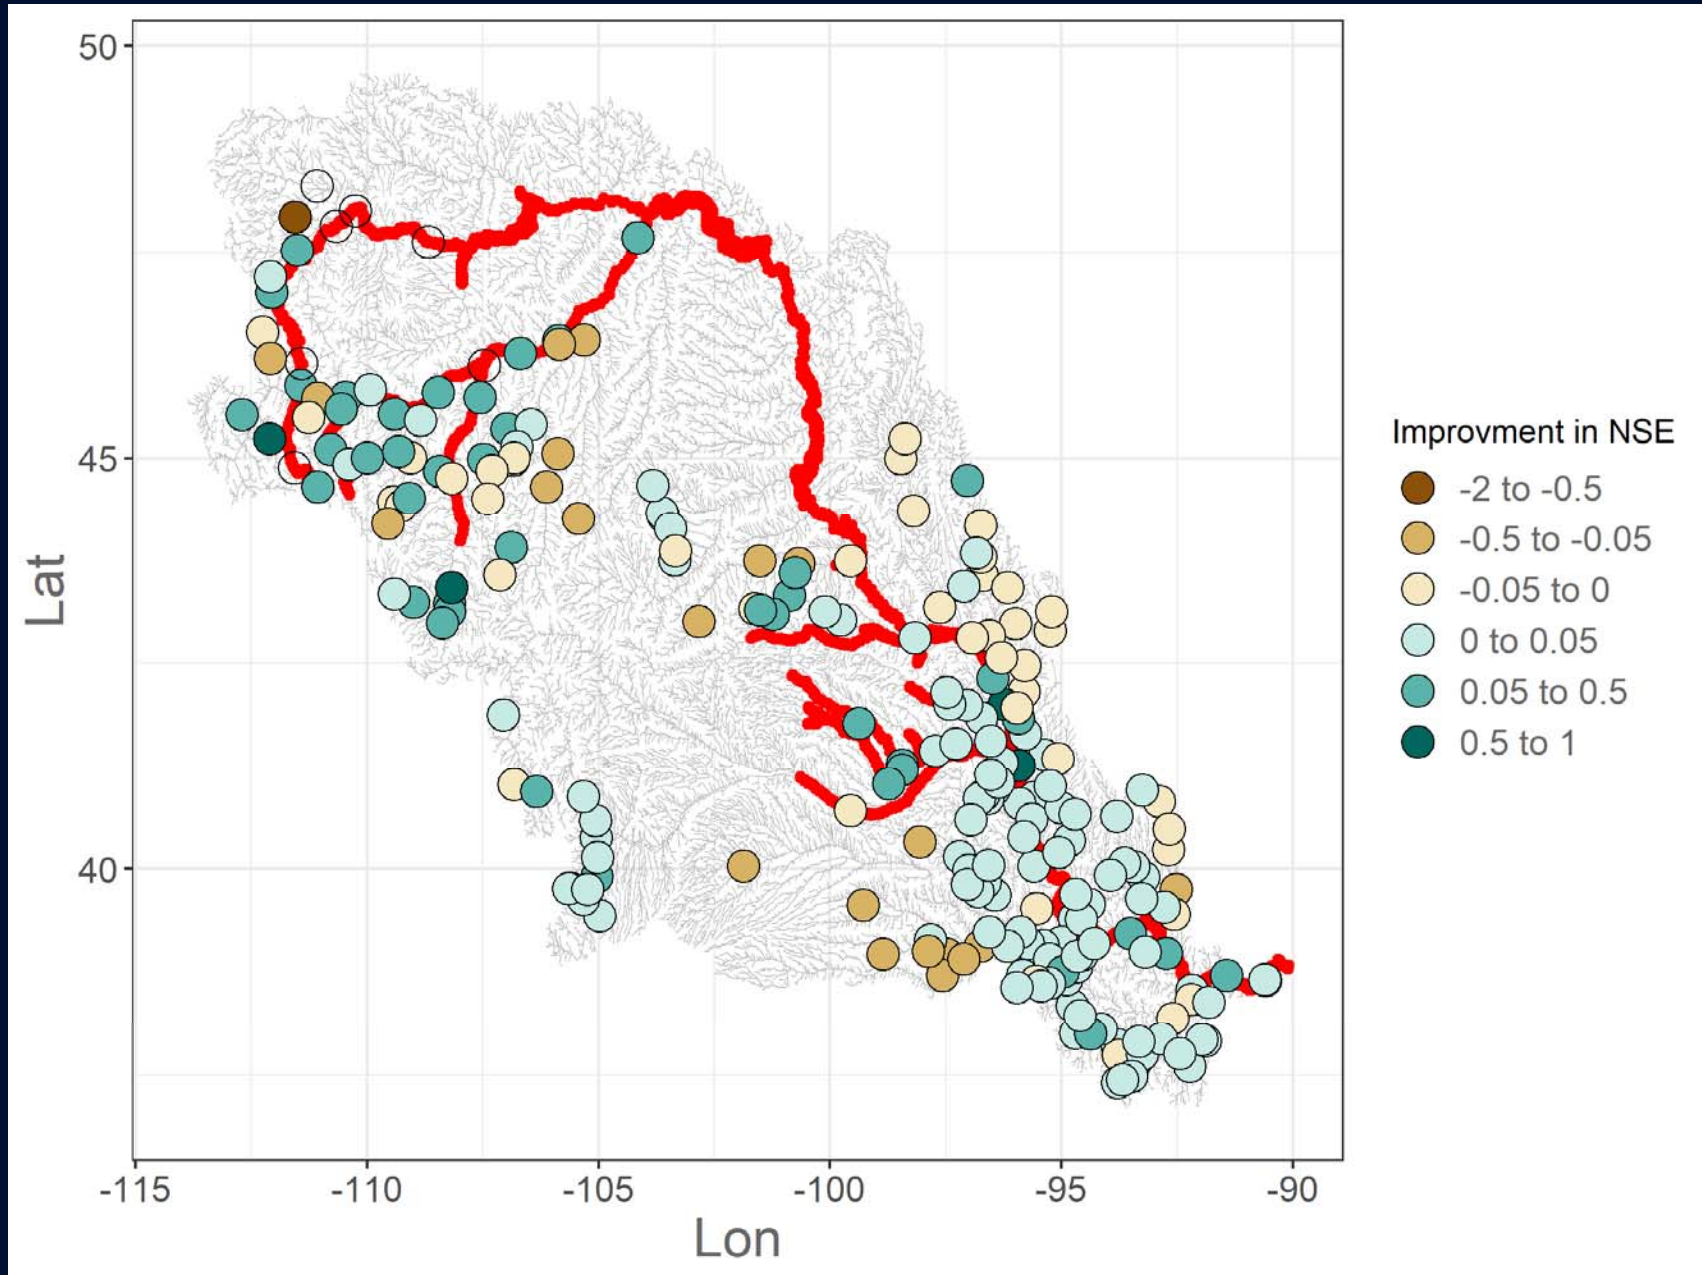 50
45
40
Lat
-115
-110
-105
-100
-95
-90
Lon
Improvment in NSE
-2 to -0.5
-0.5 to -0.05
-0.05 to 0
0 to 0.05
0.05 to 0.5
0.5 to 1